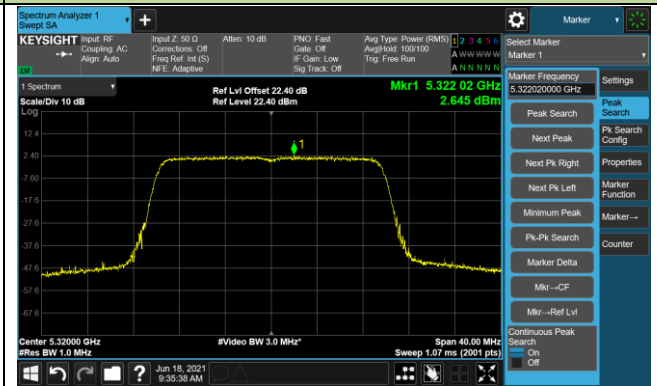 Spectrum Analyzer 1
Swept SA
+
Marker
KEYSIGHT
Input: RF
Coupling: AC
Align: Auto
Input Z: 50 Ω
Corrections: Off
Freq Ref: Int (S)
NFE: Adaptive
Atten: 10 dB
PNO: Fast
Gate: Off
IF Gain: Low
Sig Track: Off
Avg Type: Power (RMS)
Avg|Hold: 100/100
Trig: Free Run
1 2 3 4 5 6
A W W W W W
A N N N N N
Select Marker
Marker 1
1 Spectrum
Scale/Div 10 dB
Log
Ref Lvl Offset 22.40 dB
Ref Level 22.40 dBm
Mkr1 5.322 02 GHz
2.645 dBm
12.4
2.40
-7.60
-17.6
-27.6
-37.6
-47.6
-57.6
-67.6
1
Center 5.32000 GHz
#Res BW 1.0 MHz
#Video BW 3.0 MHz*
Span 40.00 MHz
Sweep 1.07 ms (2001 pts)
Marker Frequency
5.322020000 GHz
Peak Search
Next Peak
Next Pk Right
Next Pk Left
Minimum Peak
Pk-Pk Search
Marker Delta
Mkr→CF
Mkr→Ref Lvl
Continuous Peak
Search
On
Off
Settings
Peak
Search
Pk Search
Config
Properties
Marker
Function
Marker→
Counter
?
Jun 18, 2021
9:35:38 AM